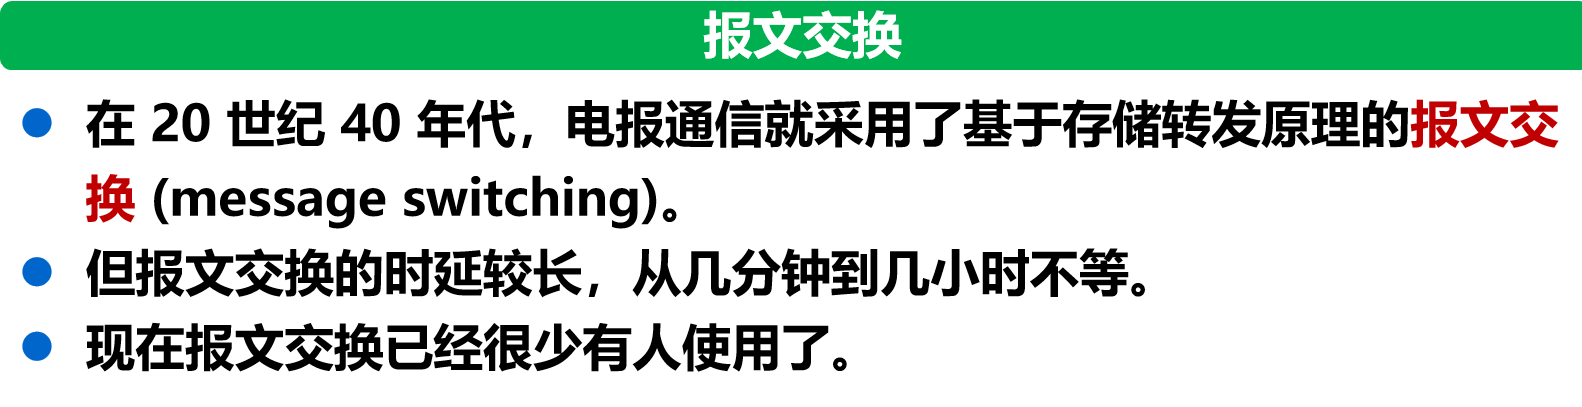 报文交换
在 20 世纪 40 年代，电报通信就采用了基于存储转发原理的报文交
换 (message switching)。
但报文交换的时延较长，从几分钟到几小时不等。
现在报文交换已经很少有人使用了。